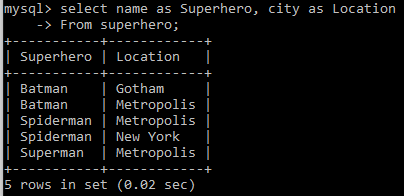 mysql> select name as Superhero, city as Location
    -> From superhero;
+-----------+------------+
| Superhero | Location   |
+-----------+------------+
| Batman    | Gotham     |
| Batman    | Metropolis |
| Spiderman | Metropolis |
| Spiderman | New York   |
| Superman  | Metropolis |
+-----------+------------+
5 rows in set (0.02 sec)